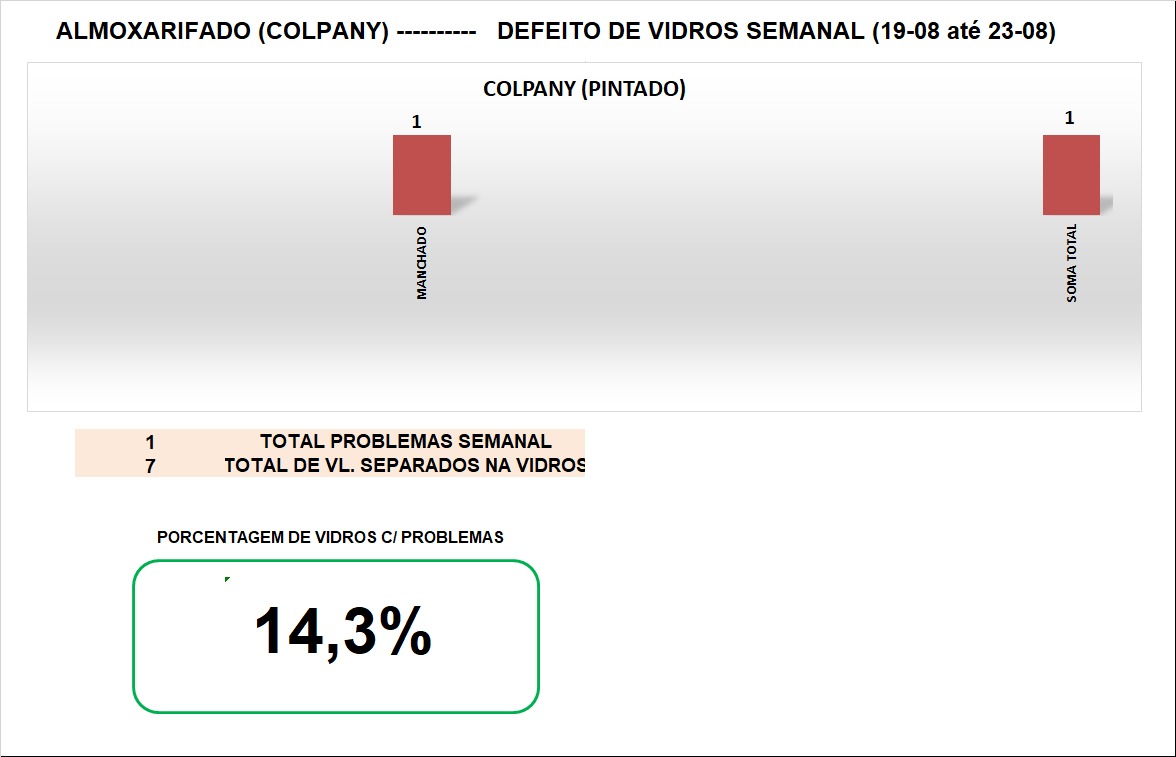 ALMOXARIFADO (COLPANY) ---------- DEFEITO DE VIDROS SEMANAL (19-08 até 23-08)
COLPANY (PINTADO)
1
1
MANCHADO
SOMA TOTAL
1 TOTAL PROBLEMAS SEMANAL
7 TOTAL DE VL. SEPARADOS NA VIDROS
PORCENTAGEM DE VIDROS C/ PROBLEMAS
14,3%